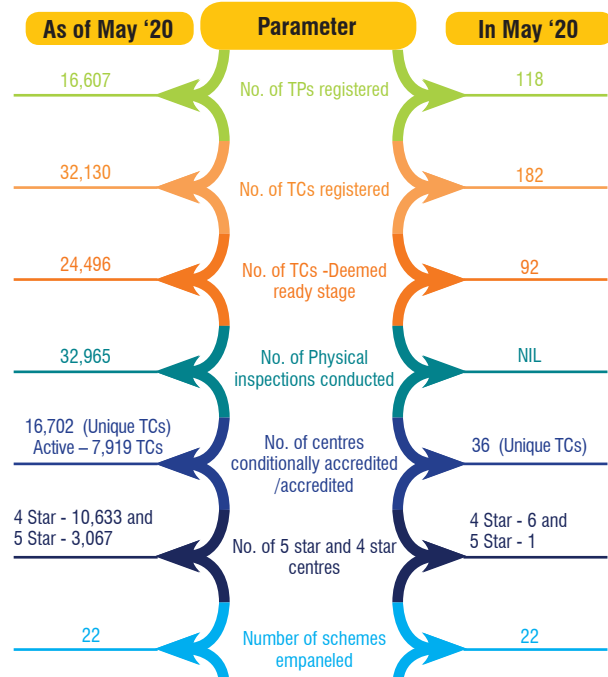 As of May ‘20
Parameter
In May ‘20
16,607
No. of TPs registered
118
32,130
No. of TCs registered
182
24,496
No. of TCs -Deemed
ready stage
92
32,965
No. of Physical
inspections conducted
NIL
16,702 (Unique TCs)
Active – 7,919 TCs
No. of centres
conditionally accredited
/accredited
36 (Unique TCs)
4 Star - 10,633 and
5 Star - 3,067
No. of 5 star and 4 star
centres
4 Star - 6 and
5 Star - 1
22
Number of schemes
empaneled
22